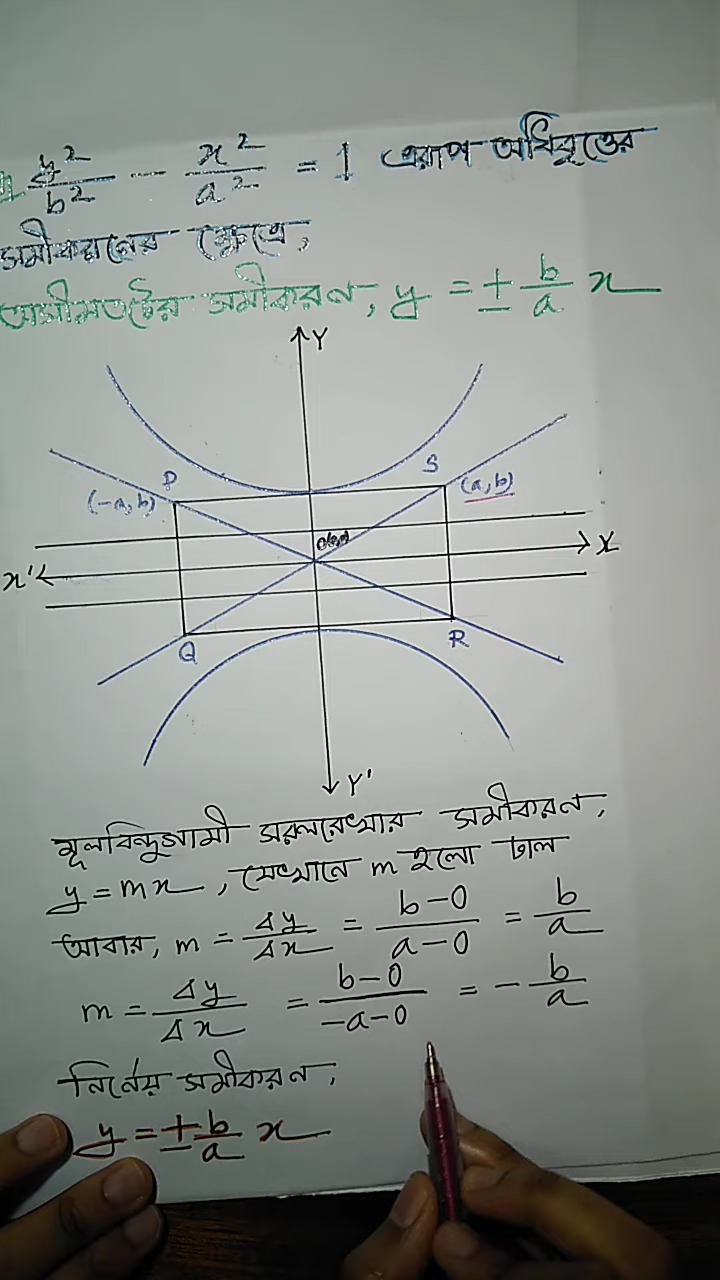 y²/b² - x²/a² = 1 এরূপ অধিবৃত্তের
সমীকরনের ক্ষেত্রে,
অসীমতটের সমীকরণ, y = ± b/a x
Y
P
S
(-a, b)
(a, b)
X
X'
Q
R
Y'
মূলবিন্দুগামী সরলরেখার সমীকরণ,
y = mx, যেখানে m হলো ঢাল
আবার, m = Δy/Δx = b-0/a-0 = b/a
m = Δy/Δx = b-0/-a-0 = - b/a
নির্নেয় সমীকরণ,
y = ± b/a x